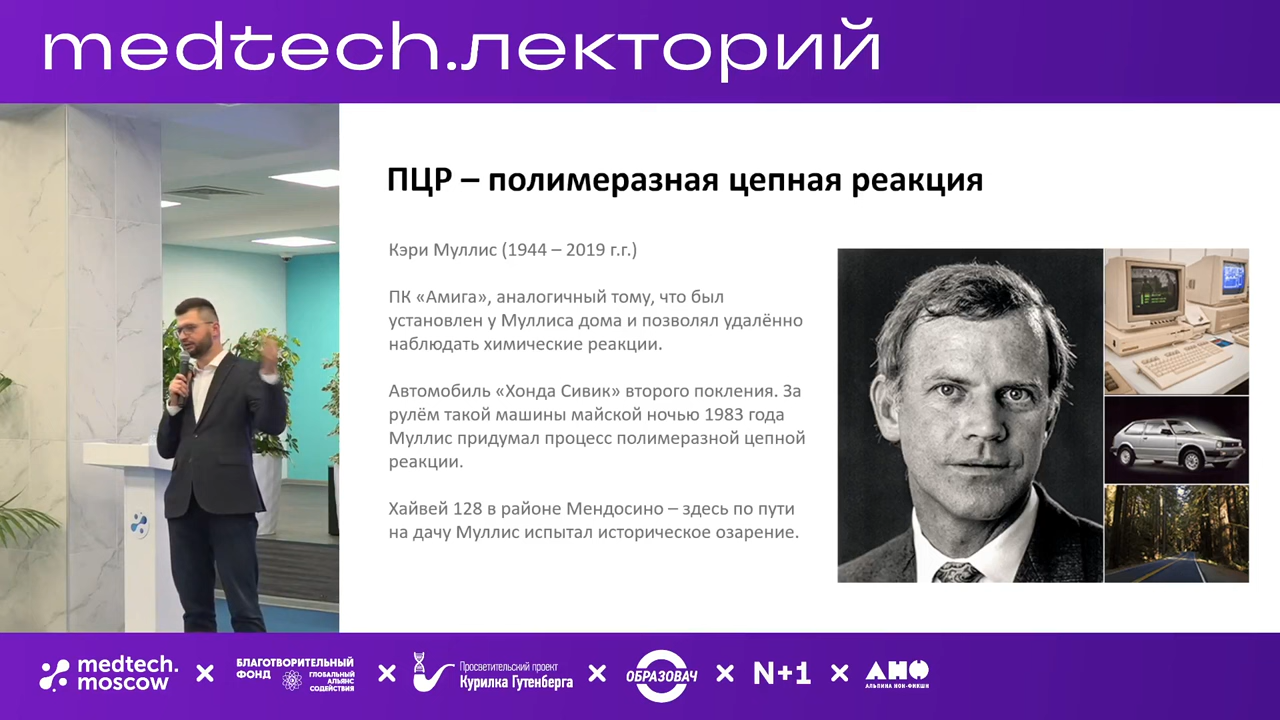 medtech.лекторий
ПЦР – полимеразная цепная реакция
Кэри Муллис (1944 – 2019 г.г.)
ПК «Амига», аналогичный тому, что был
установлен у Муллиса дома и позволял удалённо
наблюдать химические реакции.
Автомобиль «Хонда Сивик» второго покления. За
рулём такой машины майской ночью 1983 года
Муллис придумал процесс полимеразной цепной
реакции.
Хайвей 128 в районе Мендосино – здесь по пути
на дачу Муллис испытал историческое озарение.
medtech.
moscow
БЛАГОТВОРИТЕЛЬНЫЙ
ФОНД
ГЛОБАЛЬНЫЙ
АЛЬЯНС
СОДЕЙСТВИЯ
Просветительский проект
Курилка Гутенберга
ОБРАЗОВАЧ
N+1
АНФ
АЛЬПИНА НОН-ФИКШН